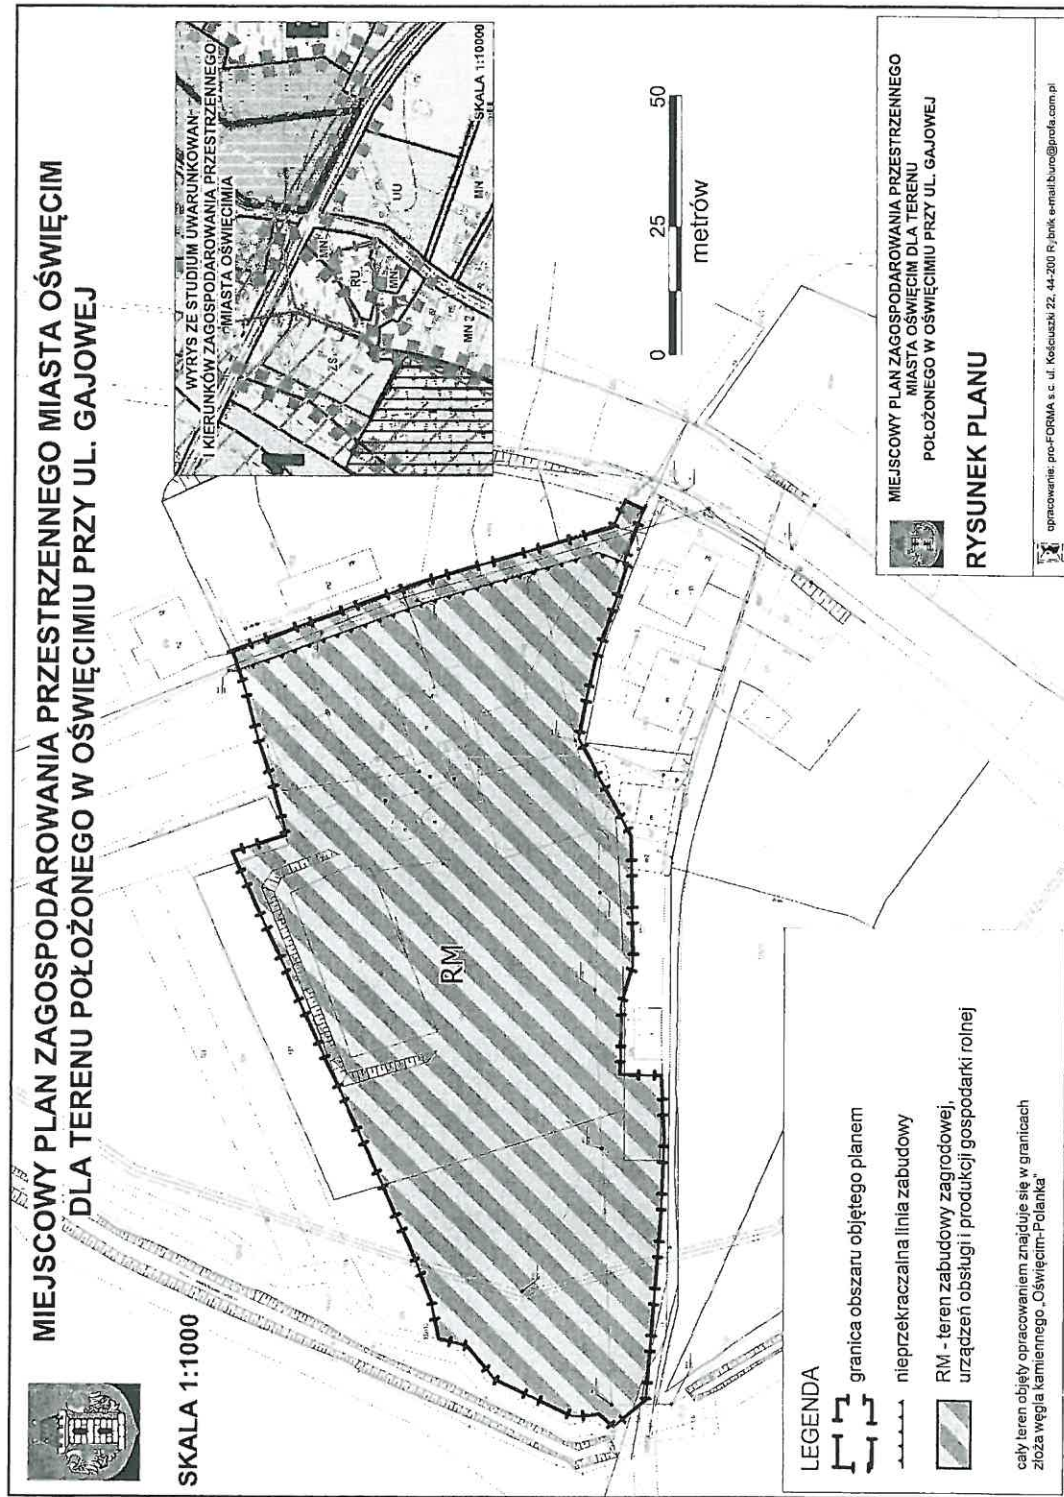 MIEJSCOWY PLAN ZAGOSPODAROWANIA PRZESTRZENNEGO MIASTA OŚWIĘCIM
DLA TERENU POŁOŻONEGO W OŚWIĘCIMIU PRZY UL. GAJOWEJ
SKALA 1:1000
WYRYS ZE STUDIUM UWARUNKOWAŃ
I KIERUNKÓW ZAGOSPODAROWANIA PRZESTRZENNEGO
MIASTA OŚWIĘCIMIA
ZŚ
MN
RU
MN
UU
MN 2
MN
SKALA 1:10000
RM
0 25 50
metrów
LEGENDA
granica obszaru objętego planem
nieprzekraczalna linia zabudowy
RM - teren zabudowy zagrodowej,
urządzeń obsługi i produkcji gospodarki rolnej
cały teren objęty opracowaniem znajduje się w granicach
złoża węgla kamiennego „Oświęcim-Polanka"
MIEJSCOWY PLAN ZAGOSPODAROWANIA PRZESTRZENNEGO
MIASTA OŚWIĘCIM DLA TERENU
POŁOŻONEGO W OŚWIĘCIMIU PRZY UL. GAJOWEJ
RYSUNEK PLANU
opracowanie: pro-FORMA s.c. ul. Kościuszki 22, 44-200 Rybnik e-mail:biuro@profa.com.pl